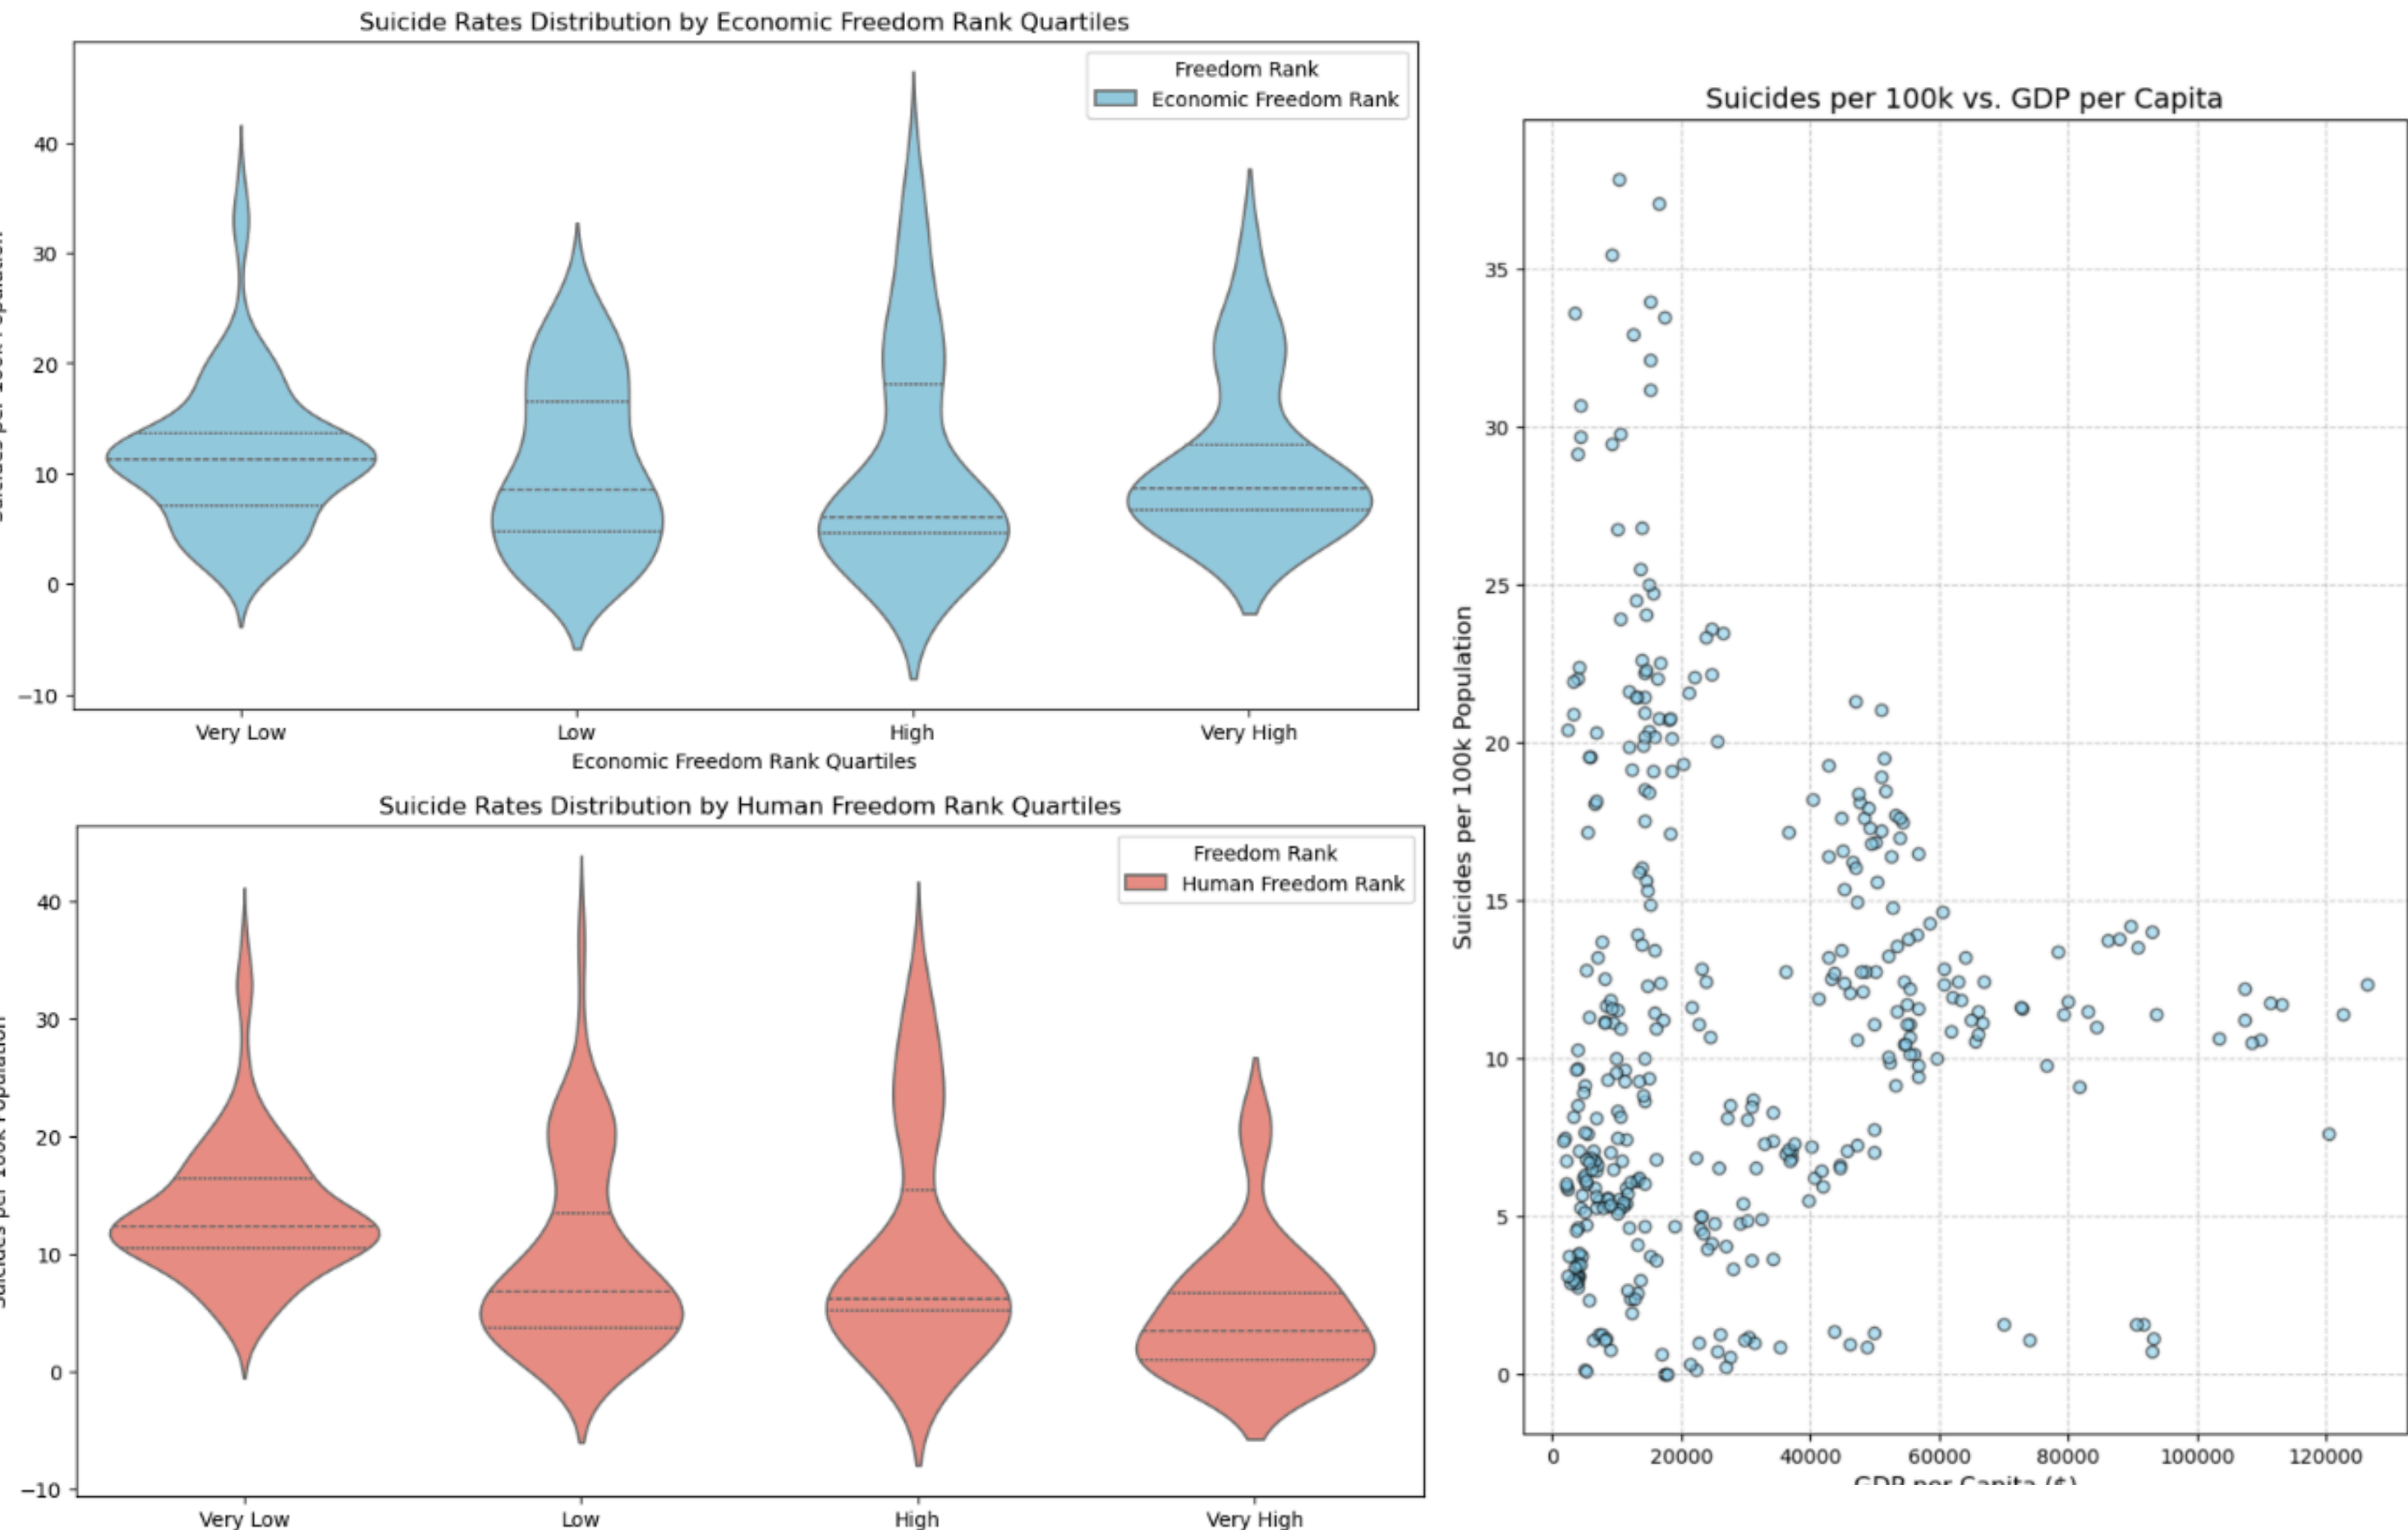 Suicide Rates Distribution by Economic Freedom Rank Quartiles
Freedom Rank
Economic Freedom Rank
40
30
20
10
0
−10
Very Low Low High Very High
Economic Freedom Rank Quartiles
Suicide Rates Distribution by Human Freedom Rank Quartiles
Freedom Rank
Human Freedom Rank
40
30
20
10
0
−10
Very Low Low High Very High
Suicides per 100k vs. GDP per Capita
Suicides per 100k Population
35
30
25
20
15
10
5
0
0 20000 40000 60000 80000 100000 120000
GDP per Capita ($)